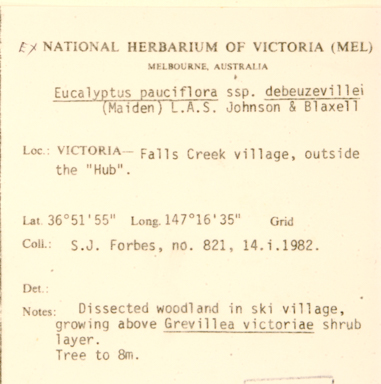 Ex NATIONAL HERBARIUM OF VICTORIA (MEL)
MELBOURNE, AUSTRALIA
Eucalyptus pauciflora ssp. debeuzevillei
(Maiden) L.A.S. Johnson & Blaxell
Loc.: VICTORIA— Falls Creek village, outside
the "Hub".
Lat. 36°51'55" Long. 147°16'35" Grid
Coll.: S.J. Forbes, no. 821, 14.i.1982.
Det.:
Notes: Dissected woodland in ski village,
growing above Grevillea victoriae shrub
layer.
Tree to 8m.